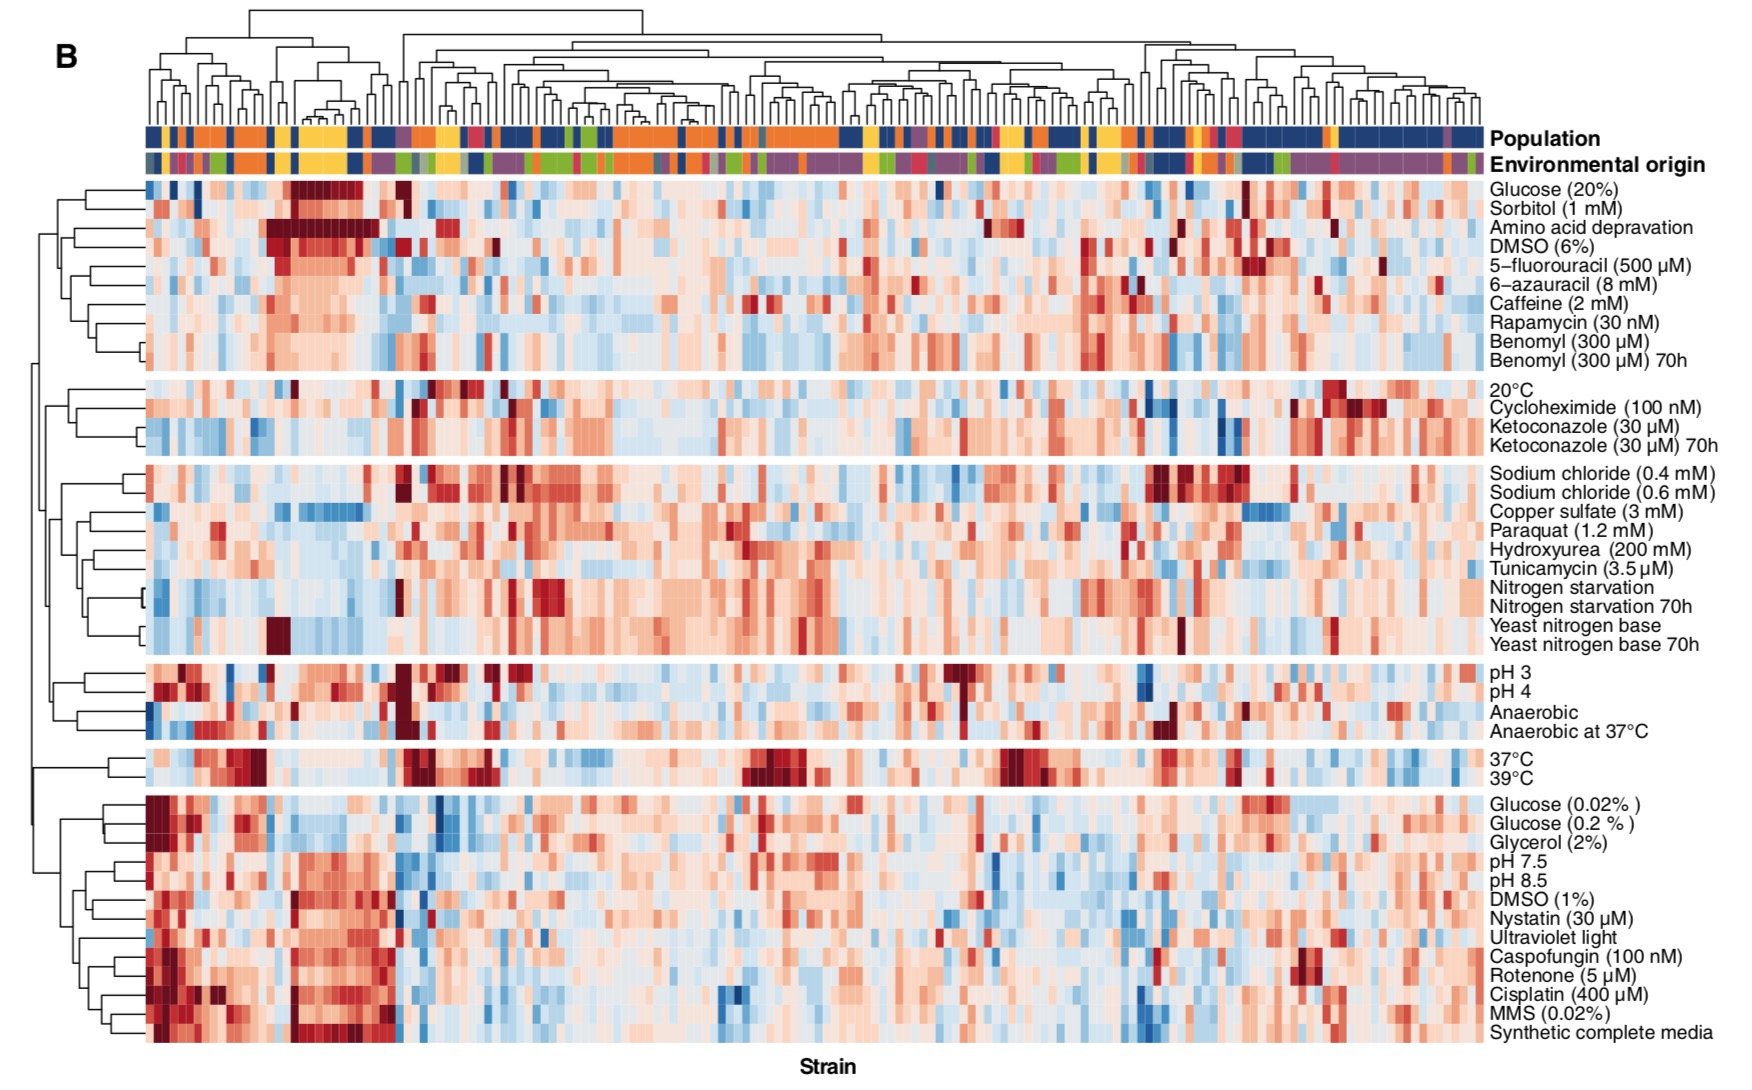 B
Population
Environmental origin
Glucose (20%)
Sorbitol (1 mM)
Amino acid depravation
DMSO (6%)
5−fluorouracil (500 µM)
6−azauracil (8 mM)
Caffeine (2 mM)
Rapamycin (30 nM)
Benomyl (300 µM)
Benomyl (300 µM) 70h
20°C
Cycloheximide (100 nM)
Ketoconazole (30 µM)
Ketoconazole (30 µM) 70h
Sodium chloride (0.4 mM)
Sodium chloride (0.6 mM)
Copper sulfate (3 mM)
Paraquat (1.2 mM)
Hydroxyurea (200 mM)
Tunicamycin (3.5 µM)
Nitrogen starvation
Nitrogen starvation 70h
Yeast nitrogen base
Yeast nitrogen base 70h
pH 3
pH 4
Anaerobic
Anaerobic at 37°C
37°C
39°C
Glucose (0.02% )
Glucose (0.2 % )
Glycerol (2%)
pH 7.5
pH 8.5
DMSO (1%)
Nystatin (30 µM)
Ultraviolet light
Caspofungin (100 nM)
Rotenone (5 µM)
Cisplatin (400 µM)
MMS (0.02%)
Synthetic complete media
Strain